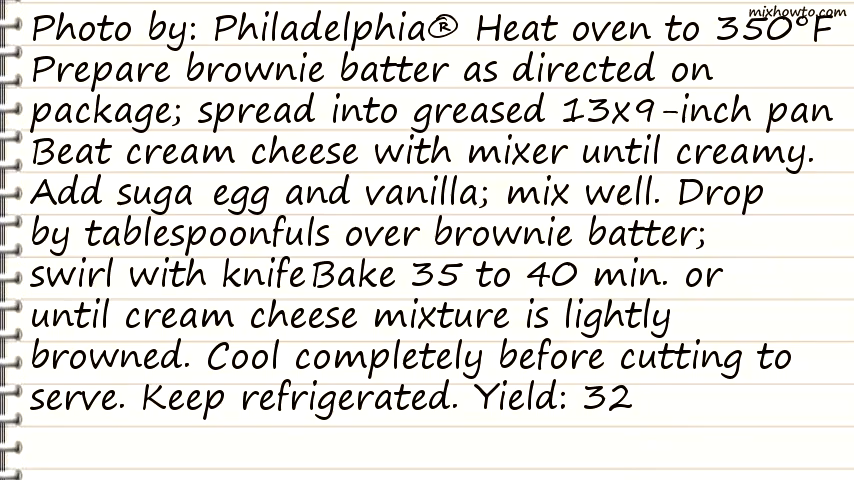 mixhowto.com
Photo by: Philadelphia® Heat oven to 350°F
Prepare brownie batter as directed on
package; spread into greased 13x9-inch pan
Beat cream cheese with mixer until creamy.
Add suga egg and vanilla; mix well. Drop
by tablespoonfuls over brownie batter;
swirl with knife Bake 35 to 40 min. or
until cream cheese mixture is lightly
browned. Cool completely before cutting to
serve. Keep refrigerated. Yield: 32